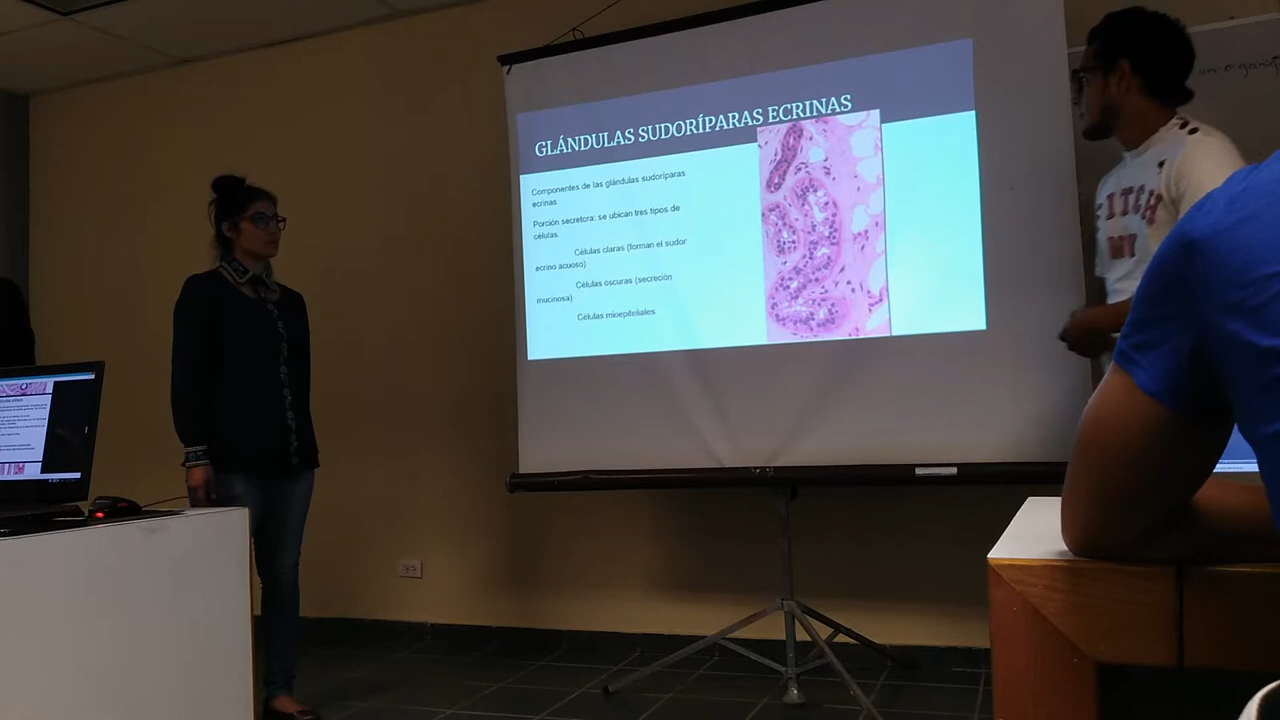 GLÁNDULAS SUDORÍPARAS ECRINAS
Componentes de las glándulas sudoríparas
ecrinas
Porción secretora: se ubican tres tipos de
células.
Células claras (forman el sudor
ecrino acuoso)
Células oscuras (secreción
mucinosa)
Células mioepiteliales
FITCH